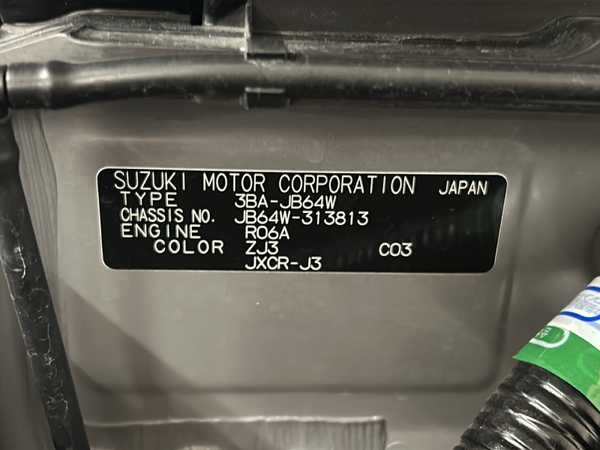 SUZUKI MOTOR CORPORATION JAPAN
TYPE 3BA-JB64W
CHASSIS NO. JB64W-313813
ENGINE R06A
COLOR ZJ3 C03
JXCR-J3